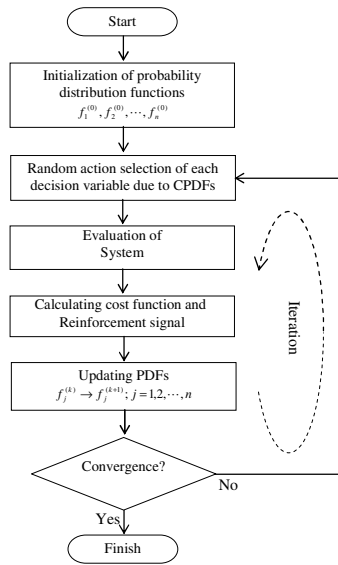 Start
Initialization of probability
distribution functions
f₁⁽⁰⁾, f₂⁽⁰⁾, ⋯, fₙ⁽⁰⁾
Random action selection of each
decision variable due to CPDFs
Evaluation of
System
Calculating cost function and
Reinforcement signal
Updating PDFs
fⱼ⁽ᵏ⁾ → fⱼ⁽ᵏ⁺¹⁾; j = 1,2,⋯,n
Iteration
Convergence?
No
Yes
Finish